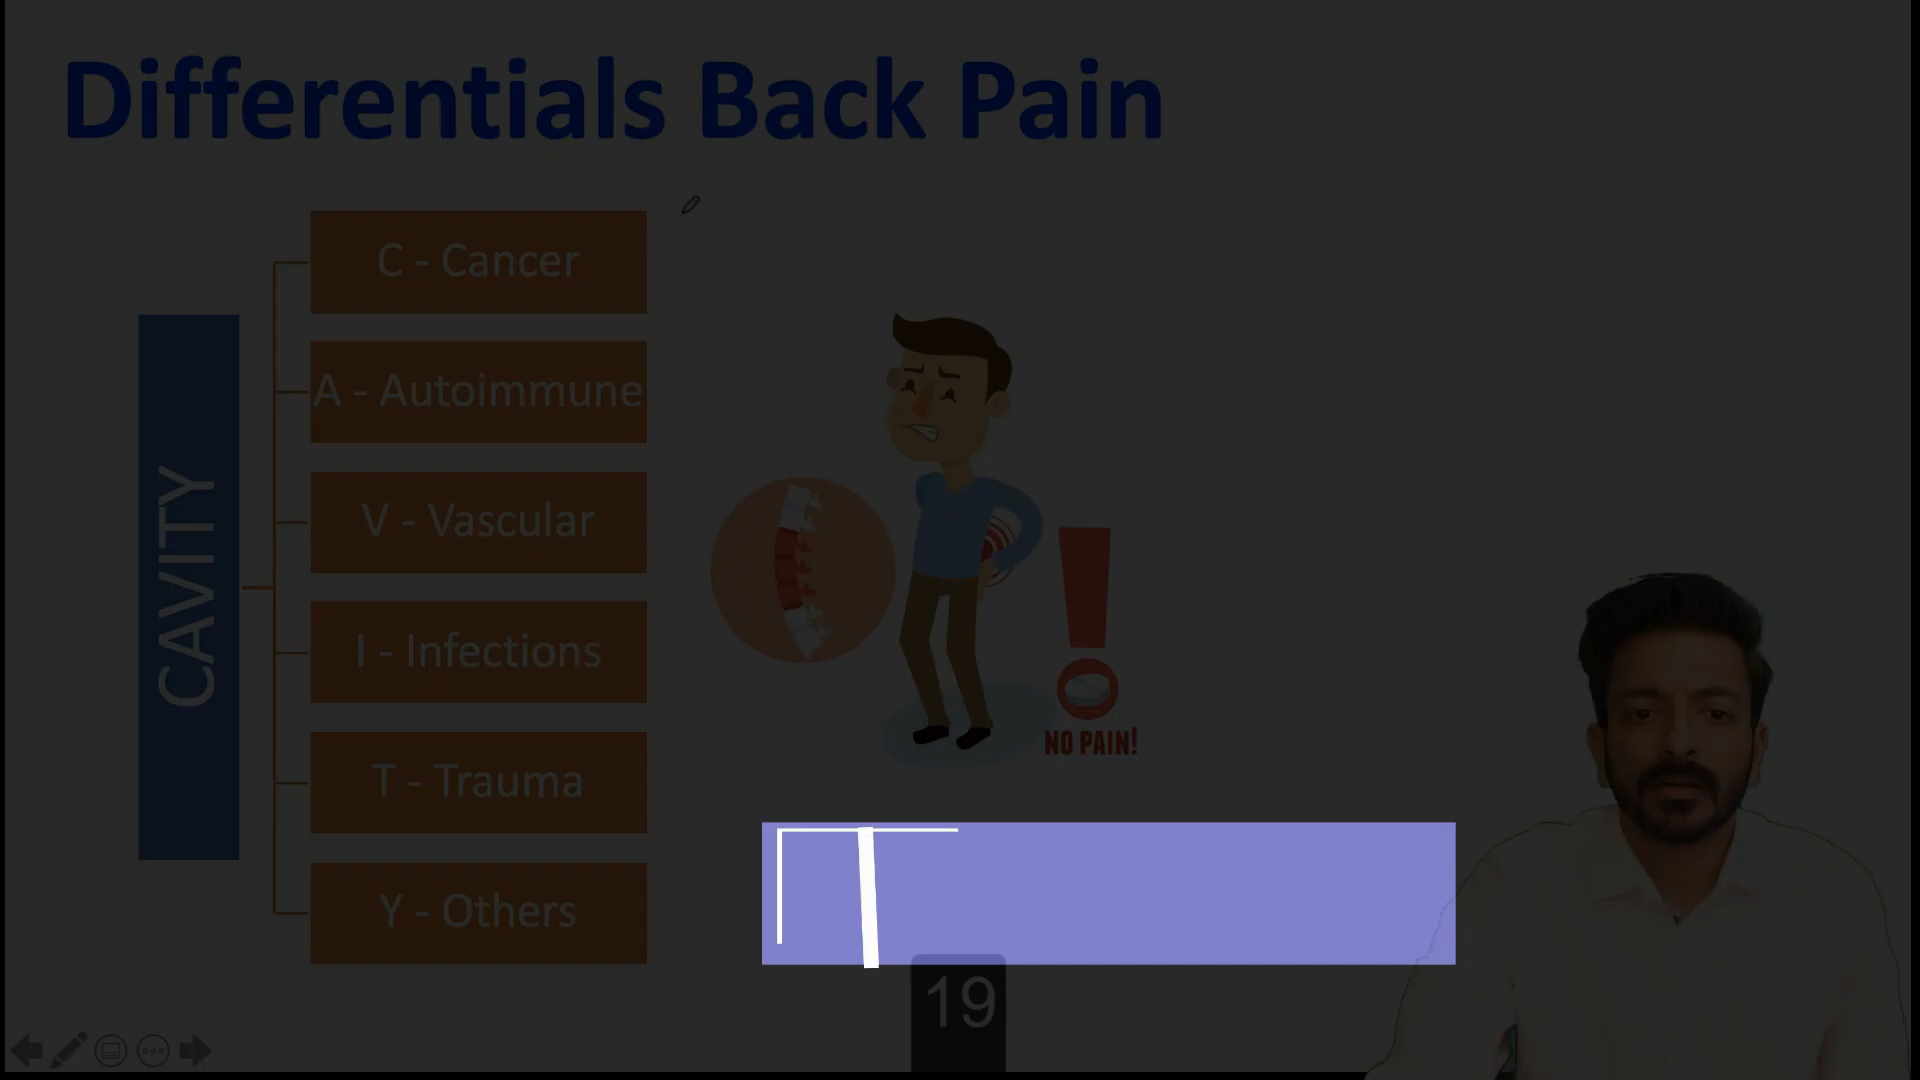 Differentials Back Pain
CAVITY
C - Cancer
A - Autoimmune
V - Vascular
I - Infections
T - Trauma
Y - Others
NO PAIN!
19